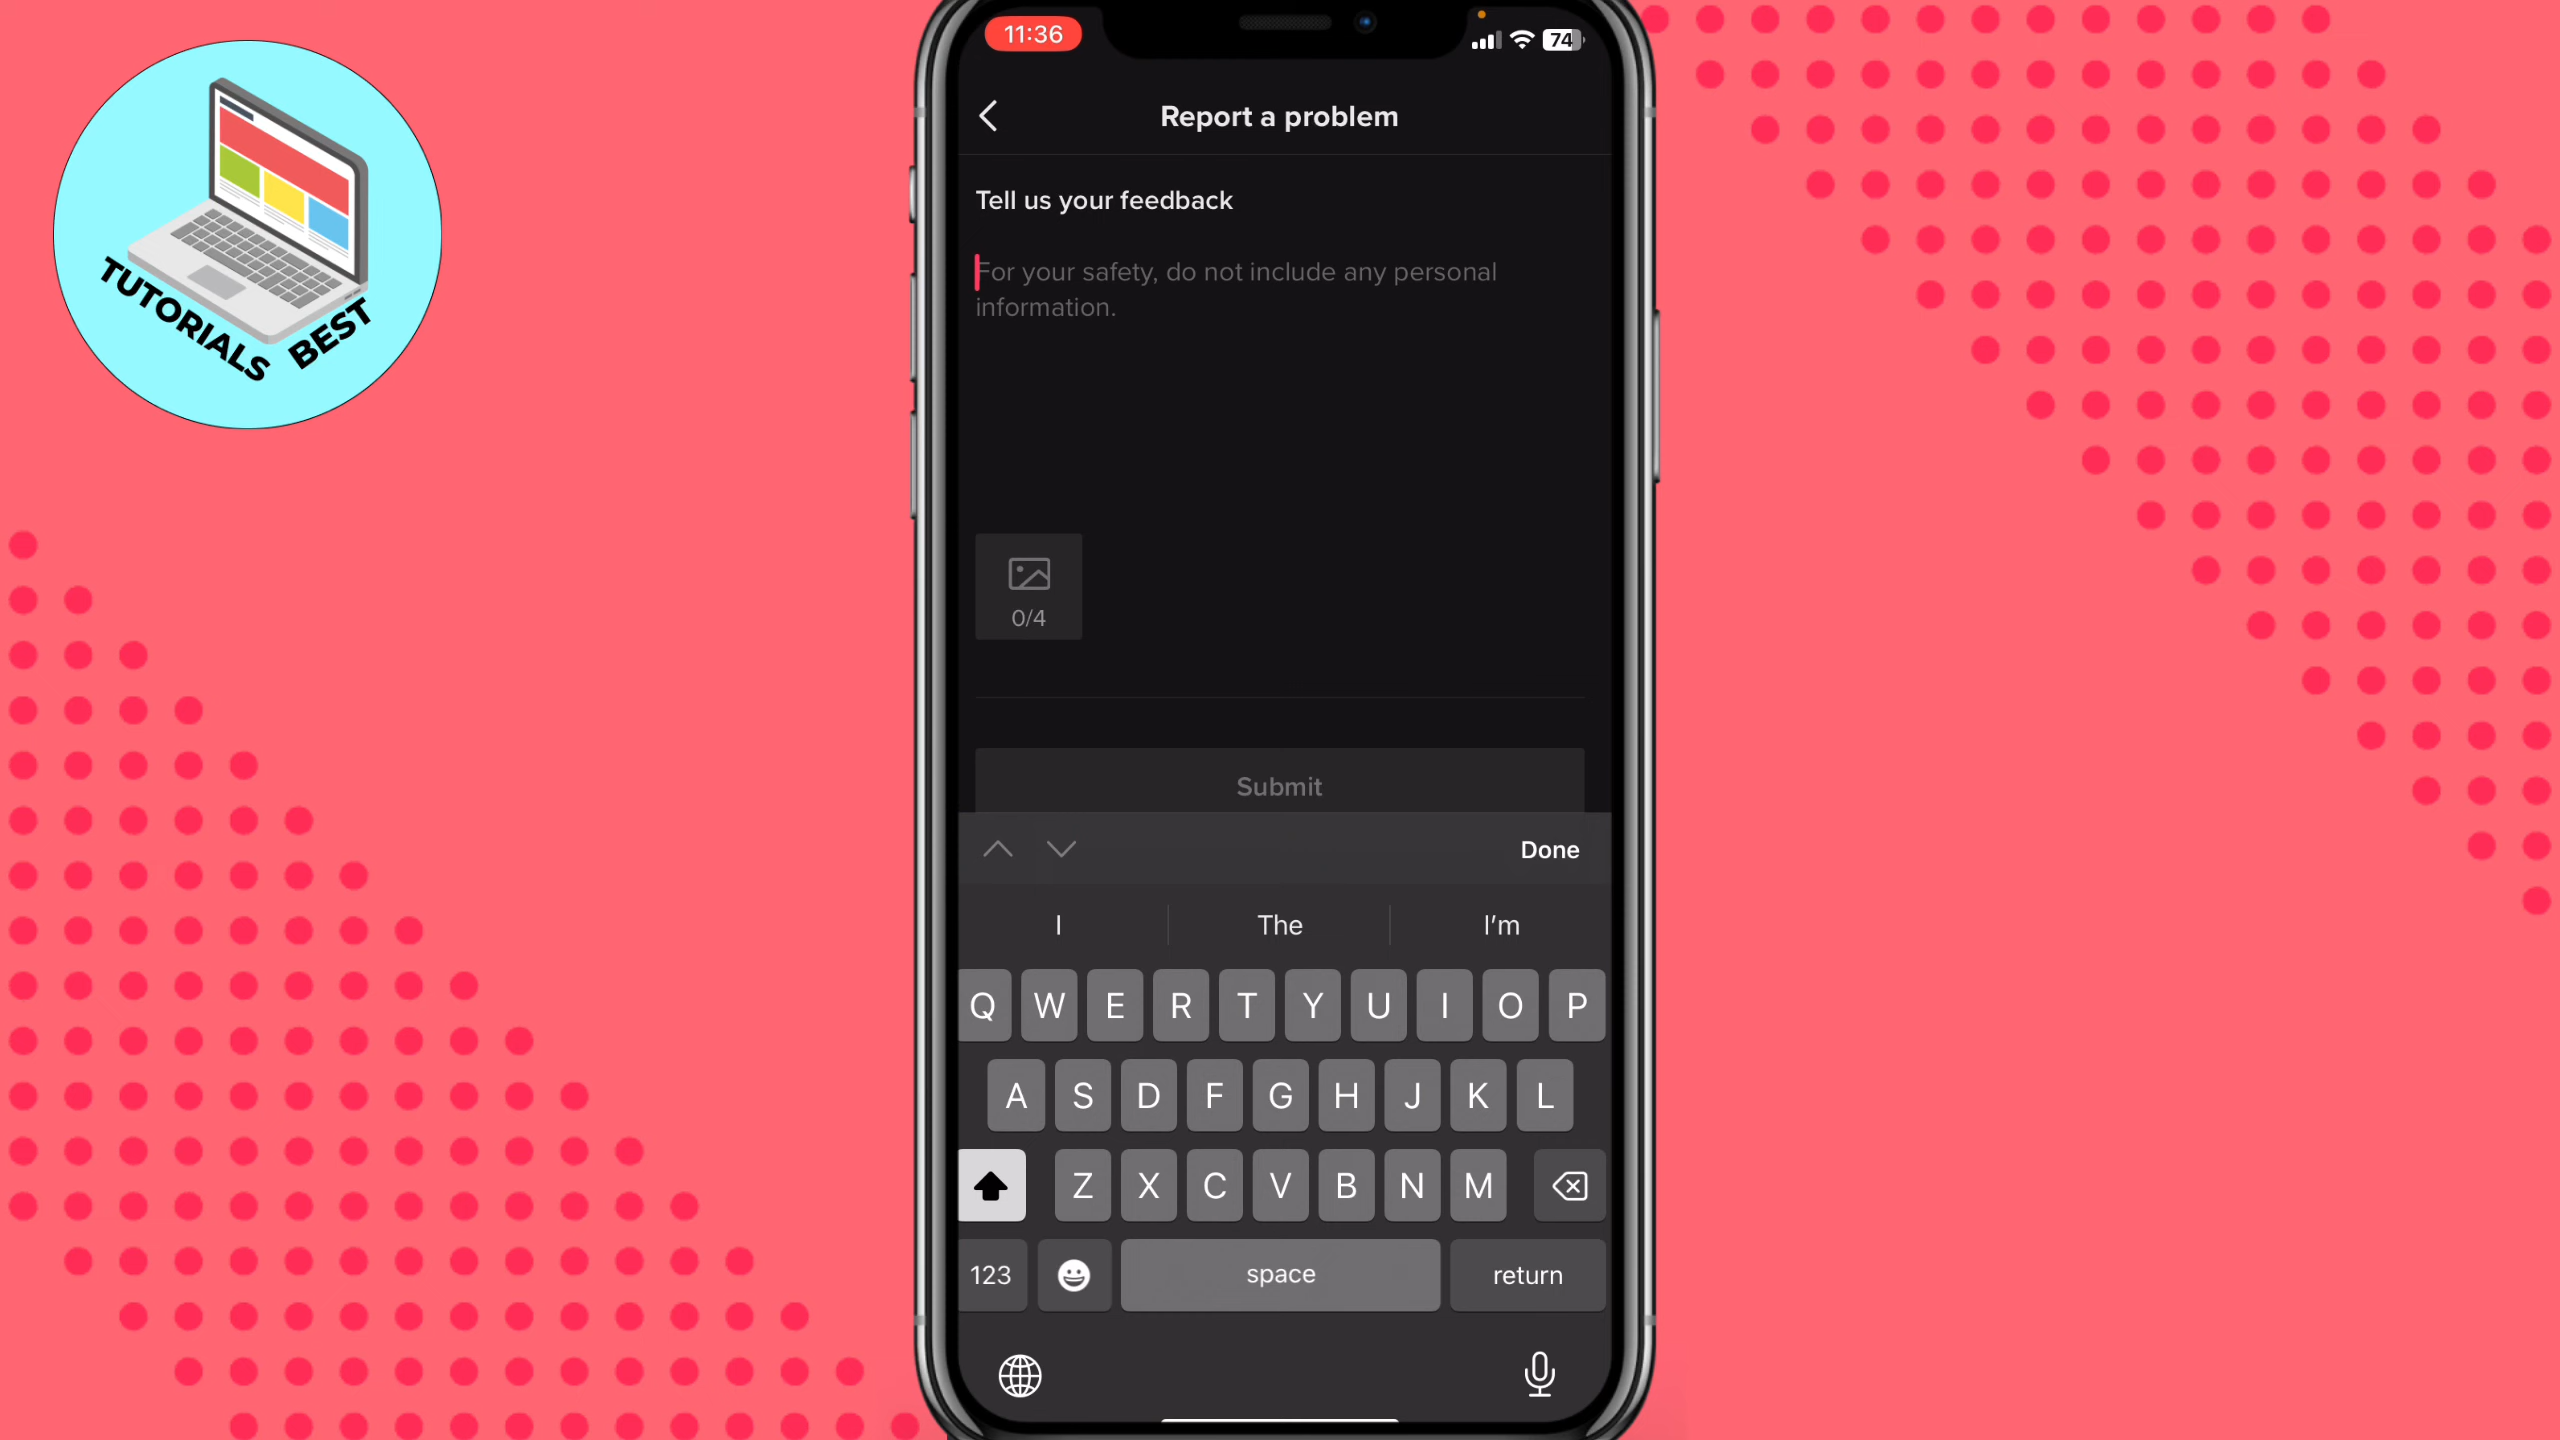 TUTORIALS BEST
11:36
74
Report a problem
Tell us your feedback
For your safety, do not include any personal
information.
0/4
Submit
Done
I The I'm
Q W E R T Y U I O P
A S D F G H J K L
Z X C V B N M
123 space return